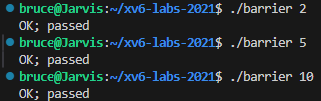 bruce@Jarvis:~/xv6-labs-2021$ ./barrier 2
OK; passed
bruce@Jarvis:~/xv6-labs-2021$ ./barrier 5
OK; passed
bruce@Jarvis:~/xv6-labs-2021$ ./barrier 10
OK; passed